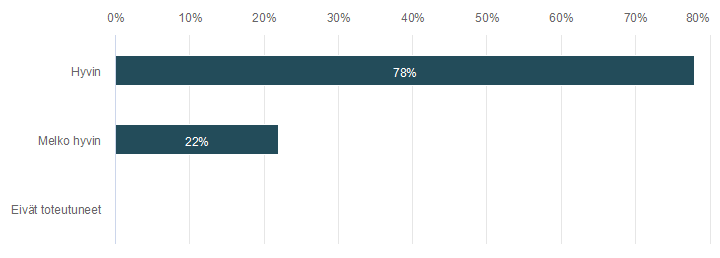 0% 10% 20% 30% 40% 50% 60% 70% 80%
Hyvin 78%
Melko hyvin 22%
Eivät toteutuneet